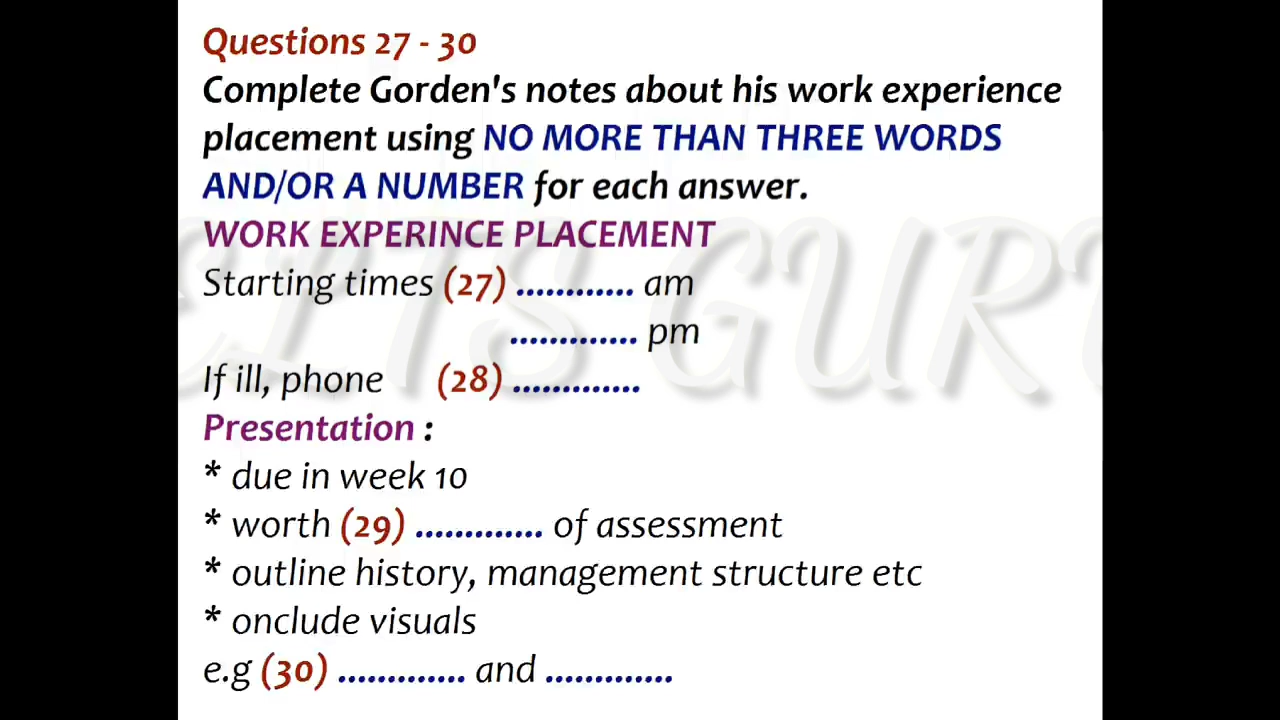 Questions 27 - 30
Complete Gorden's notes about his work experience
placement using NO MORE THAN THREE WORDS
AND/OR A NUMBER for each answer.
WORK EXPERINCE PLACEMENT
Starting times (27) ............ am
............. pm
If ill, phone (28) .............
Presentation :
* due in week 10
* worth (29) ............. of assessment
* outline history, management structure etc
* onclude visuals
e.g (30) ............. and .............
IELTS GURU